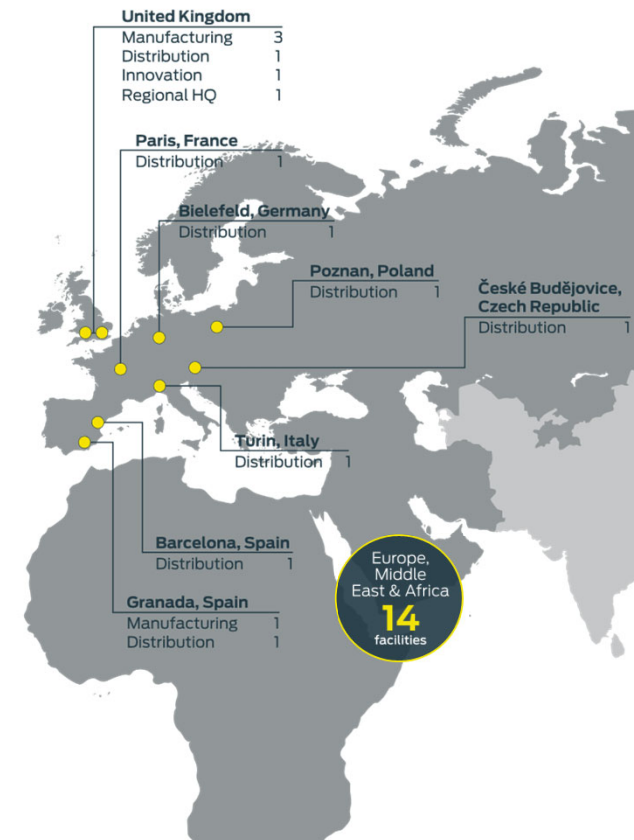 United Kingdom
Manufacturing 3
Distribution 1
Innovation 1
Regional HQ 1
Paris, France
Distribution 1
Bielefeld, Germany
Distribution 1
Poznan, Poland
Distribution 1
České Budějovice,
Czech Republic
Distribution 1
Turin, Italy
Distribution 1
Barcelona, Spain
Distribution 1
Granada, Spain
Manufacturing 1
Distribution 1
Europe,
Middle
East & Africa
14
facilities